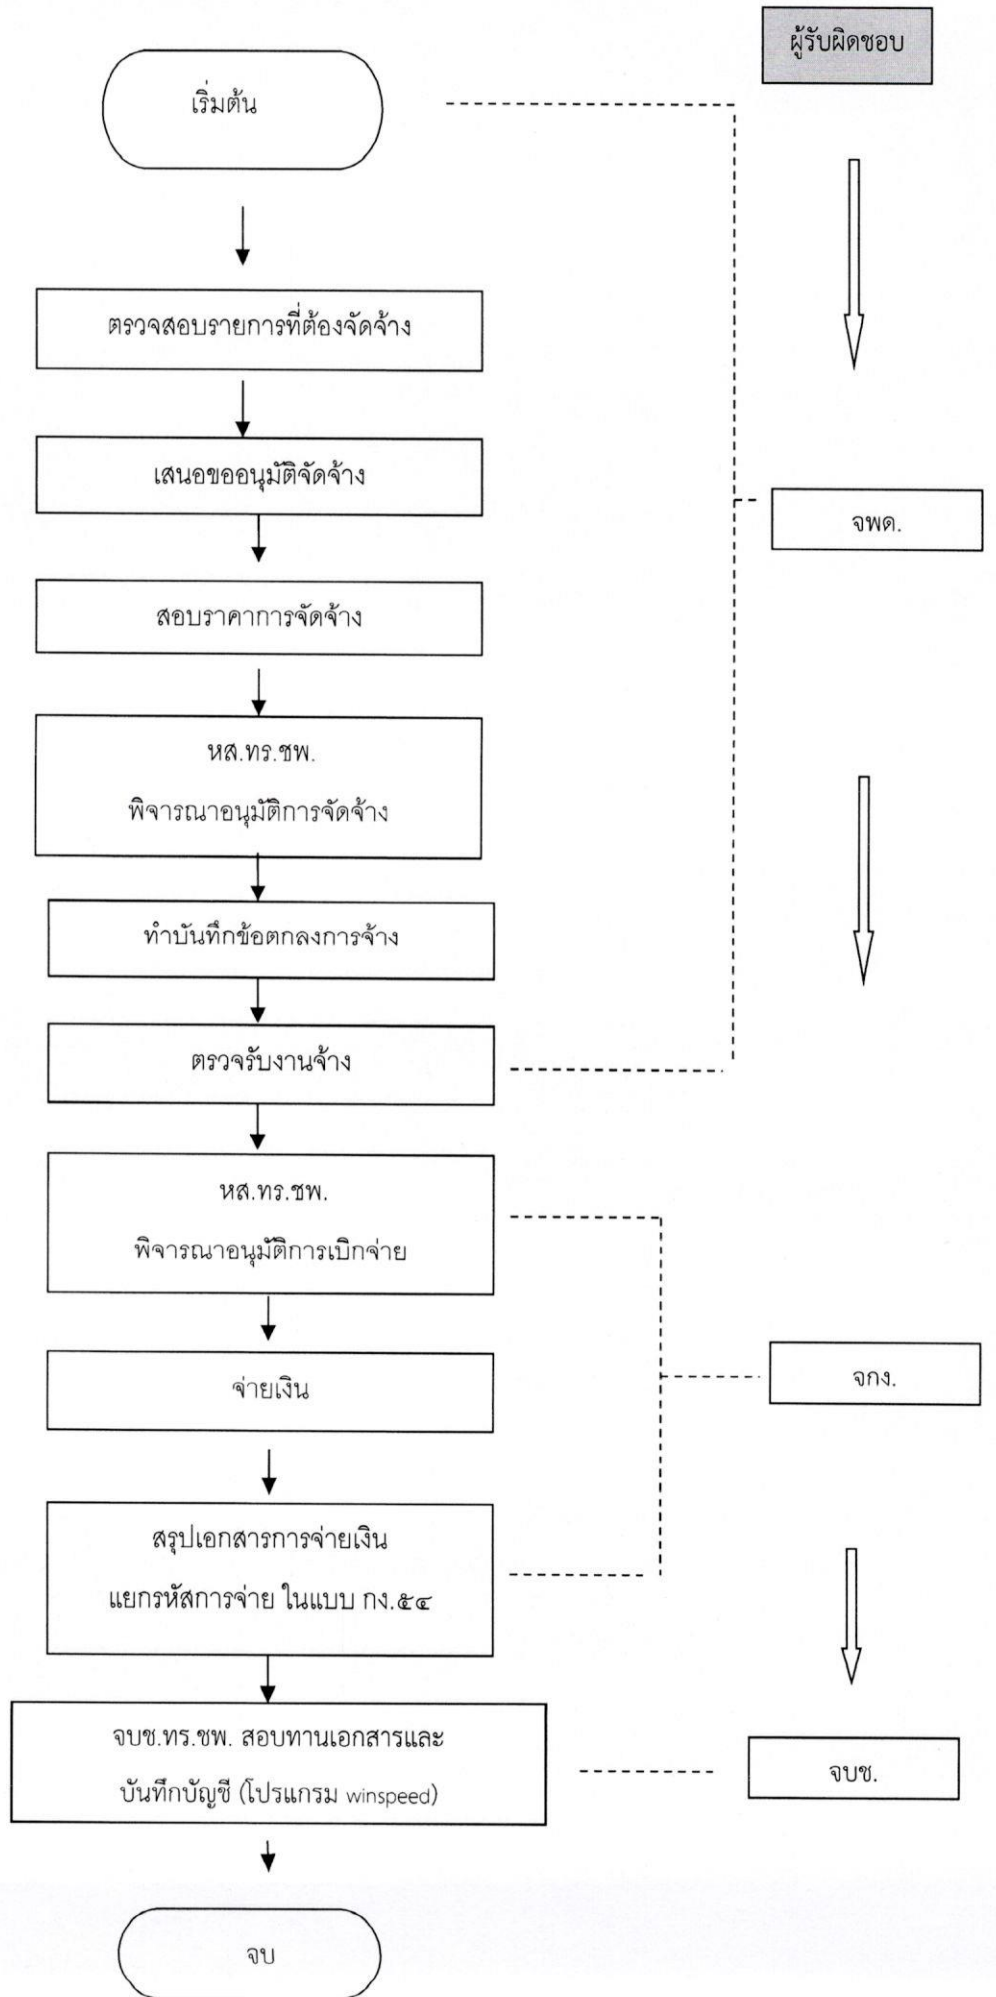 ผู้รับผิดชอบ
เริ่มต้น
ตรวจสอบรายการที่ต้องจัดจ้าง
เสนอขออนุมัติจัดจ้าง
จพด.
สอบราคาการจัดจ้าง
หส.ทร.ชพ.
พิจารณาอนุมัติการจัดจ้าง
ทำบันทึกข้อตกลงการจ้าง
ตรวจรับงานจ้าง
หส.ทร.ชพ.
พิจารณาอนุมัติการเบิกจ่าย
จ่ายเงิน
จกง.
สรุปเอกสารการจ่ายเงิน
แยกรหัสการจ่าย ในแบบ กง.๕๔
จบช.ทร.ชพ. สอบทานเอกสารและ
บันทึกบัญชี (โปรแกรม winspeed)
จบช.
จบ